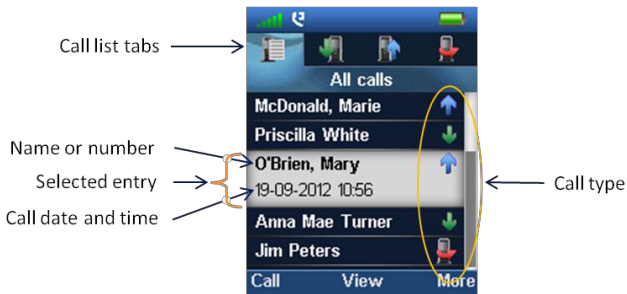 Call list tabs
All calls
McDonald, Marie
Priscilla White
Name or number
O'Brien, Mary
Selected entry
19-09-2012 10:56
Call type
Call date and time
Anna Mae Turner
Jim Peters
Call View More